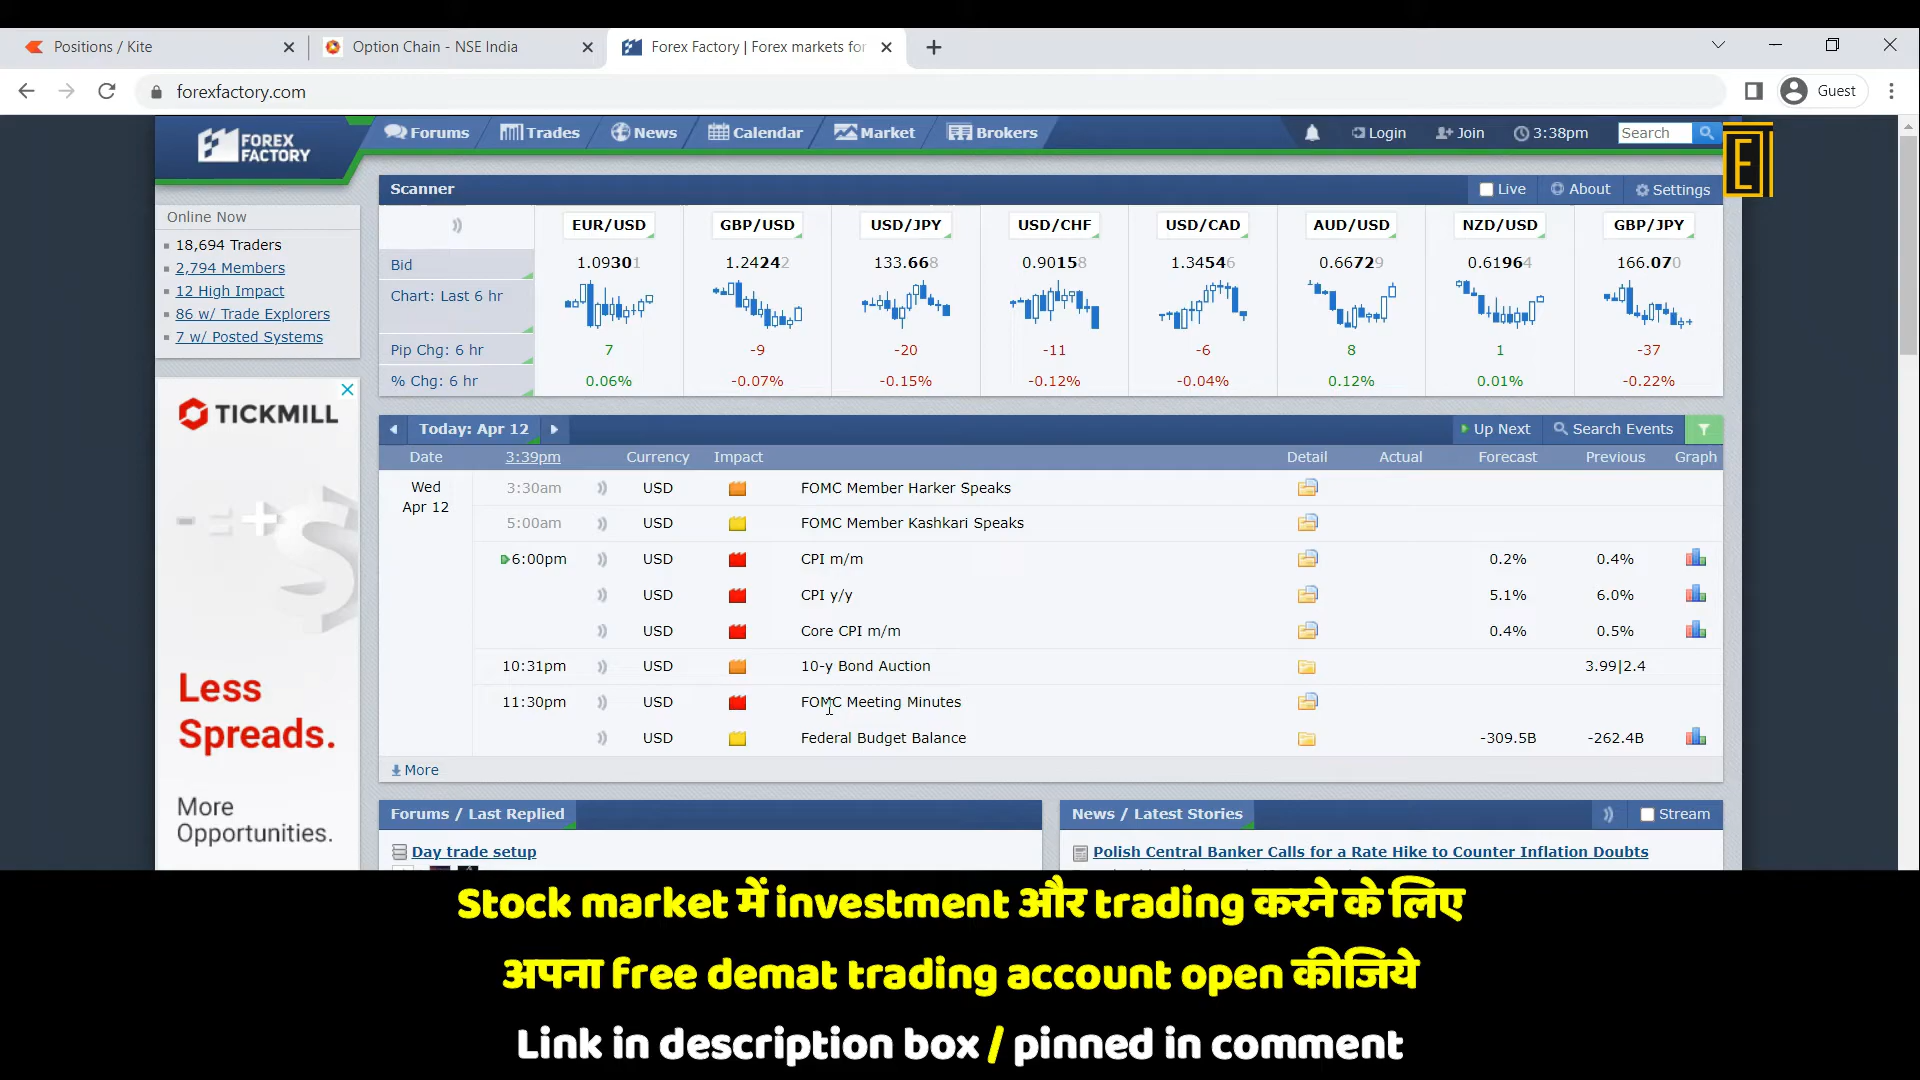 Positions / Kite
Option Chain - NSE India
Forex Factory | Forex markets for
forexfactory.com
Guest
FOREX
FACTORY
Forums
Trades
News
Calendar
Market
Brokers
Login
Join
3:38pm
Search
E
Scanner
Live
About
Settings
Online Now
18,694 Traders
2,794 Members
12 High Impact
86 w/ Trade Explorers
7 w/ Posted Systems
EUR/USD GBP/USD USD/JPY USD/CHF USD/CAD AUD/USD NZD/USD GBP/JPY
Bid 1.09301 1.24242 133.668 0.90158 1.34546 0.66729 0.61964 166.070
Chart: Last 6 hr
Pip Chg: 6 hr 7 -9 -20 -11 -6 8 1 -37
% Chg: 6 hr 0.06% -0.07% -0.15% -0.12% -0.04% 0.12% 0.01% -0.22%
TICKMILL
Less
Spreads.
More
Opportunities.
Today: Apr 12
Up Next
Search Events
Date 3:39pm Currency Impact Detail Actual Forecast Previous Graph
Wed
Apr 12
3:30am USD FOMC Member Harker Speaks
5:00am USD FOMC Member Kashkari Speaks
6:00pm USD CPI m/m 0.2% 0.4%
USD CPI y/y 5.1% 6.0%
USD Core CPI m/m 0.4% 0.5%
10:31pm USD 10-y Bond Auction 3.99|2.4
11:30pm USD FOMC Meeting Minutes
USD Federal Budget Balance -309.5B -262.4B
More
Forums / Last Replied
Day trade setup
News / Latest Stories
Stream
Polish Central Banker Calls for a Rate Hike to Counter Inflation Doubts
Stock market में investment और trading करने के लिए
अपना free demat trading account open कीजिये
Link in description box / pinned in comment